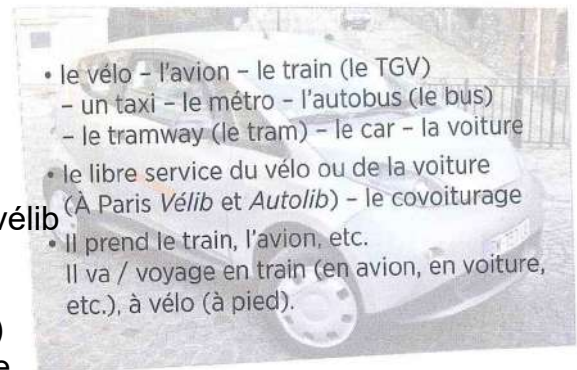 • le vélo – l'avion – le train (le TGV)
– un taxi – le métro – l'autobus (le bus)
– le tramway (le tram) – le car – la voiture
• le libre service du vélo ou de la voiture
(À Paris Vélib et Autolib) – le covoiturage
vélib
• Il prend le train, l'avion, etc.
Il va / voyage en train (en avion, en voiture,
etc.), à vélo (à pied).
)
e